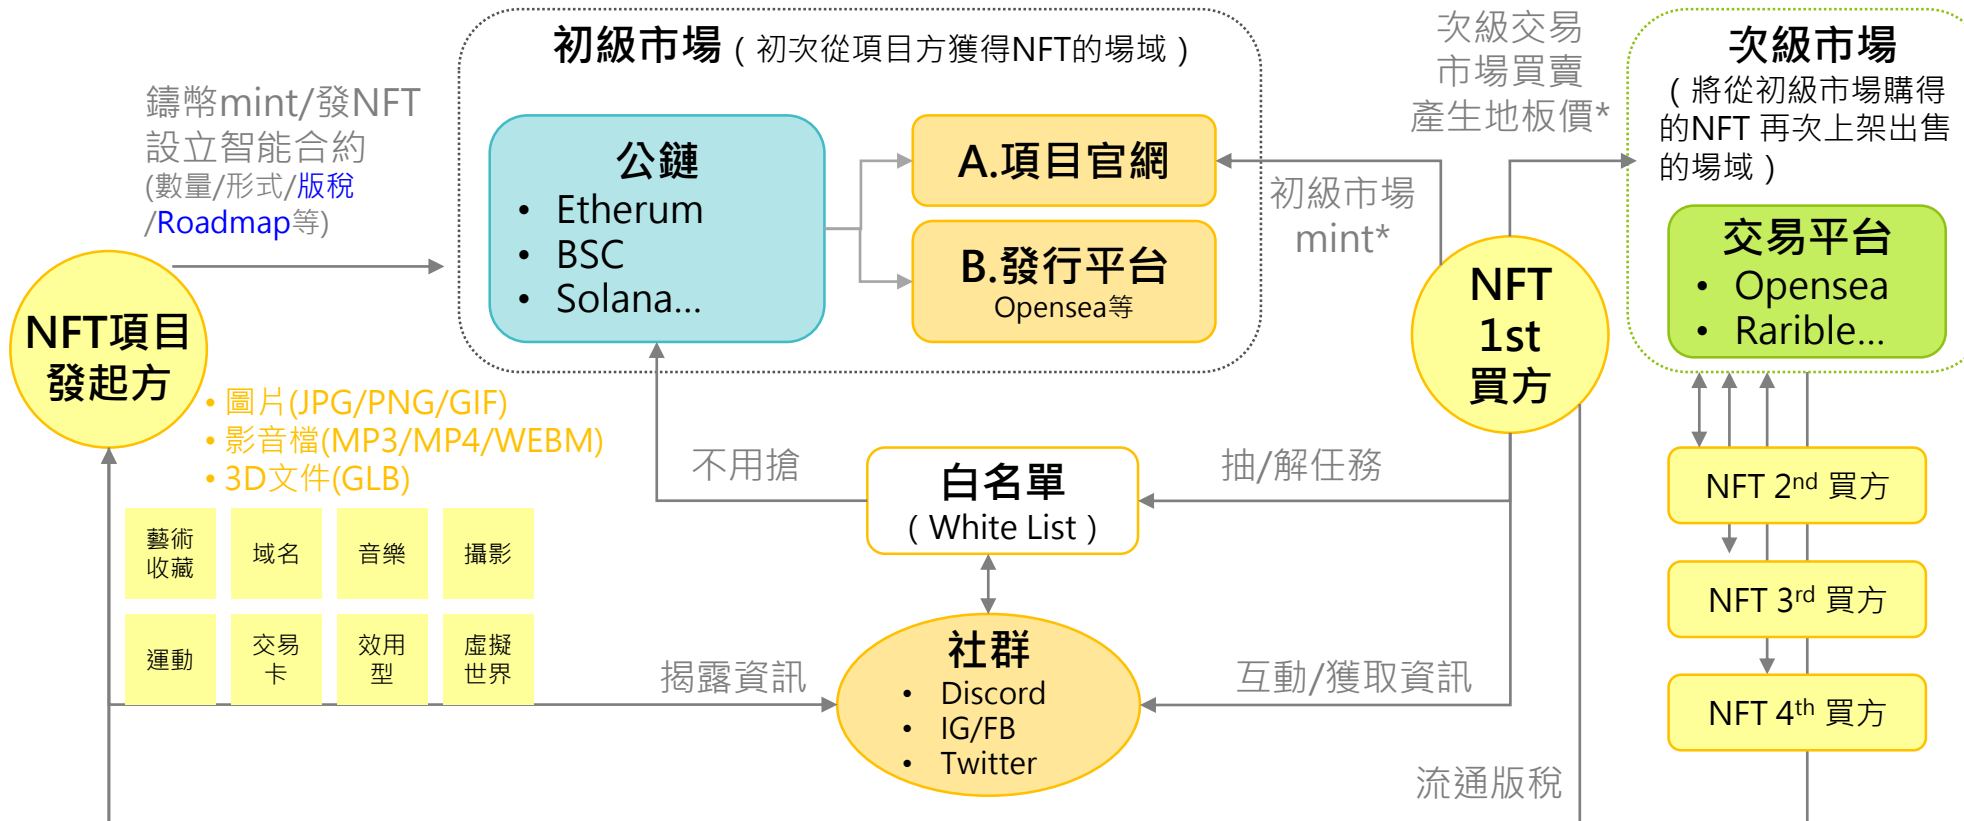 初級市場（初次從項目方獲得NFT的場域）
鑄幣mint/發NFT
設立智能合約
(數量/形式/版稅
/Roadmap等)
公鏈
• Etherum
• BSC
• Solana...
A.項目官網
B.發行平台
Opensea等
次級交易
市場買賣
產生地板價*
初級市場
mint*
次級市場
（將從初級市場購得
的NFT 再次上架出售
的場域）
交易平台
• Opensea
• Rarible...
NFT項目
發起方
NFT
1st
買方
• 圖片(JPG/PNG/GIF)
• 影音檔(MP3/MP4/WEBM)
• 3D文件(GLB)
不用搶
白名單
（White List）
抽/解任務
NFT 2nd 買方
NFT 3rd 買方
NFT 4th 買方
藝術
收藏
域名
音樂
攝影
運動
交易
卡
效用
型
虛擬
世界
揭露資訊
社群
• Discord
• IG/FB
• Twitter
互動/獲取資訊
流通版稅